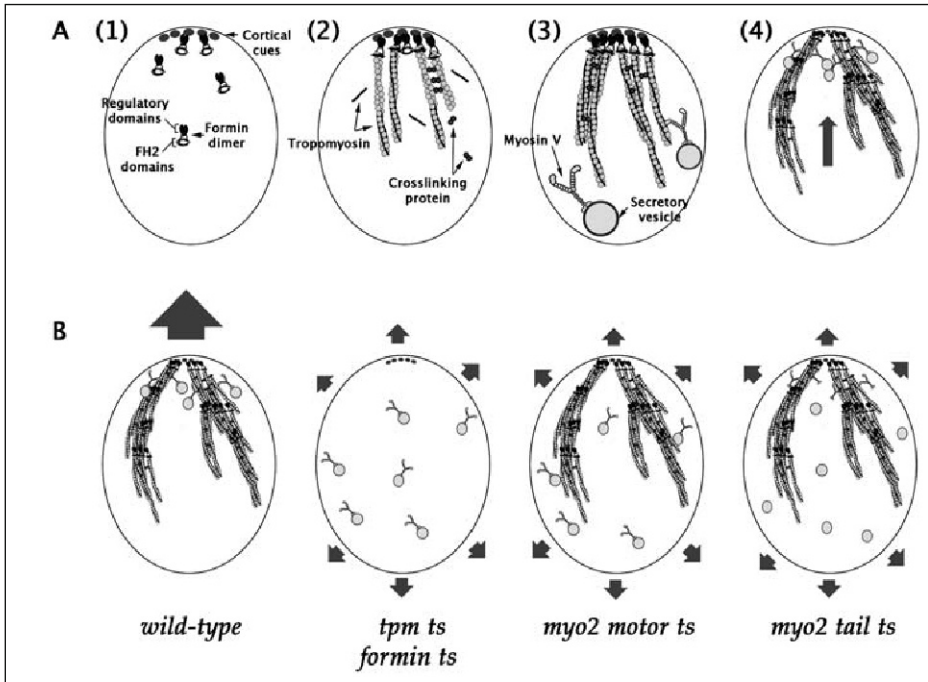 A (1) (2) (3) (4)
Cortical
cues
Regulatory
domains
FH2
domains
Formin
dimer
Tropomyosin
Crosslinking
protein
Myosin V
Secretory
vesicle
B
wild-type
tpm ts
formin ts
myo2 motor ts
myo2 tail ts